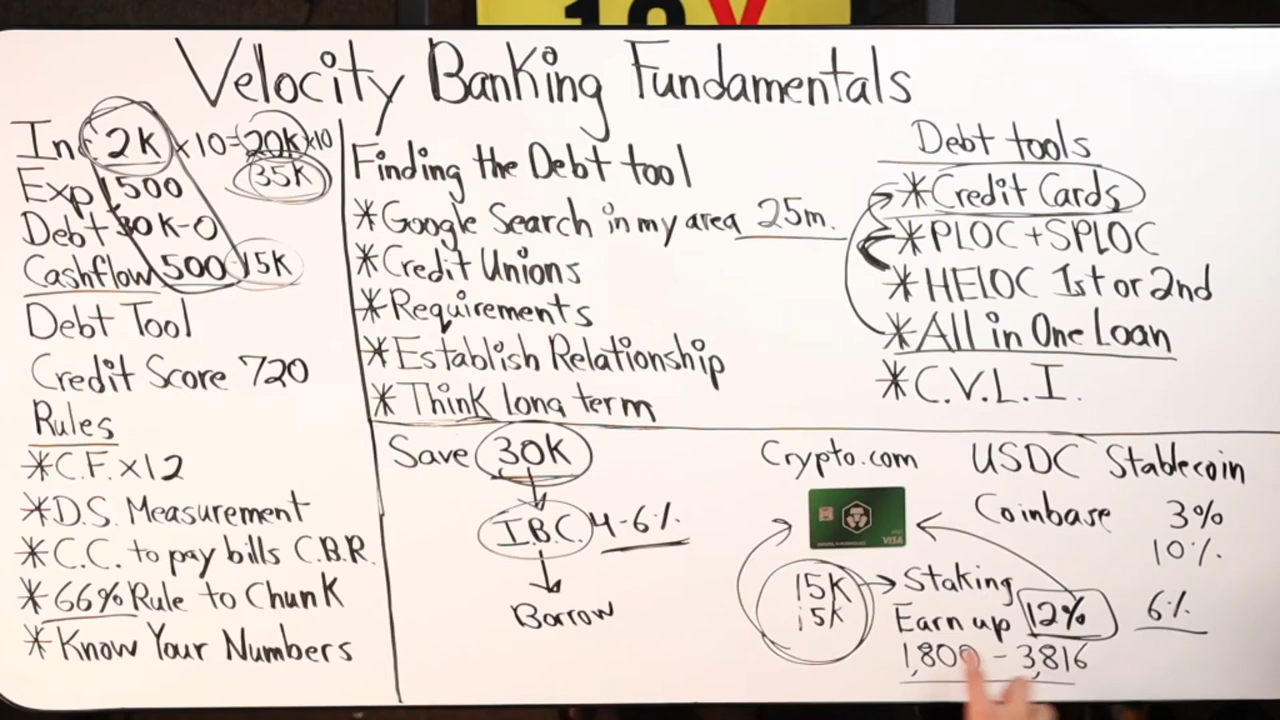 Velocity Banking Fundamentals
Inc 2K x10=20K x10
35K
Exp 1500
Debt 30K-0
Cashflow 500 15K
Debt Tool
Credit Score 720
Rules
*C.F. x12
*D.S. Measurement
*C.C. to pay bills C.B.R.
*66% Rule to Chunk
*Know Your Numbers
Finding the Debt tool
*Google Search in my area 25m.
*Credit Unions
*Requirements
*Establish Relationship
*Think long term
Debt tools
*Credit Cards
*PLOC + SPLOC
*HELOC 1st or 2nd
*All in One Loan
*C.V.L.I.
Save 30K
I.B.C. 4-6%
Borrow
Crypto.com
VISA
15K
15K
Staking
Earn up 12%
1,800 - 3,816
USDC Stablecoin
Coinbase 3%
10%
6%